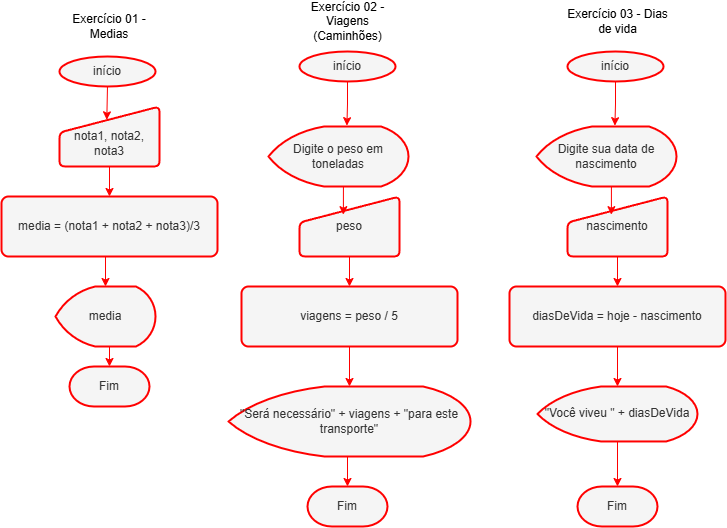 Exercício 01 -
Medias
início
nota1, nota2,
nota3
media = (nota1 + nota2 + nota3)/3
media
Fim
Exercício 02 -
Viagens
(Caminhões)
início
Digite o peso em
toneladas
peso
viagens = peso / 5
"Será necessário" + viagens + "para este
transporte"
Fim
Exercício 03 - Dias
de vida
início
Digite sua data de
nascimento
nascimento
diasDeVida = hoje - nascimento
"Você viveu " + diasDeVida
Fim